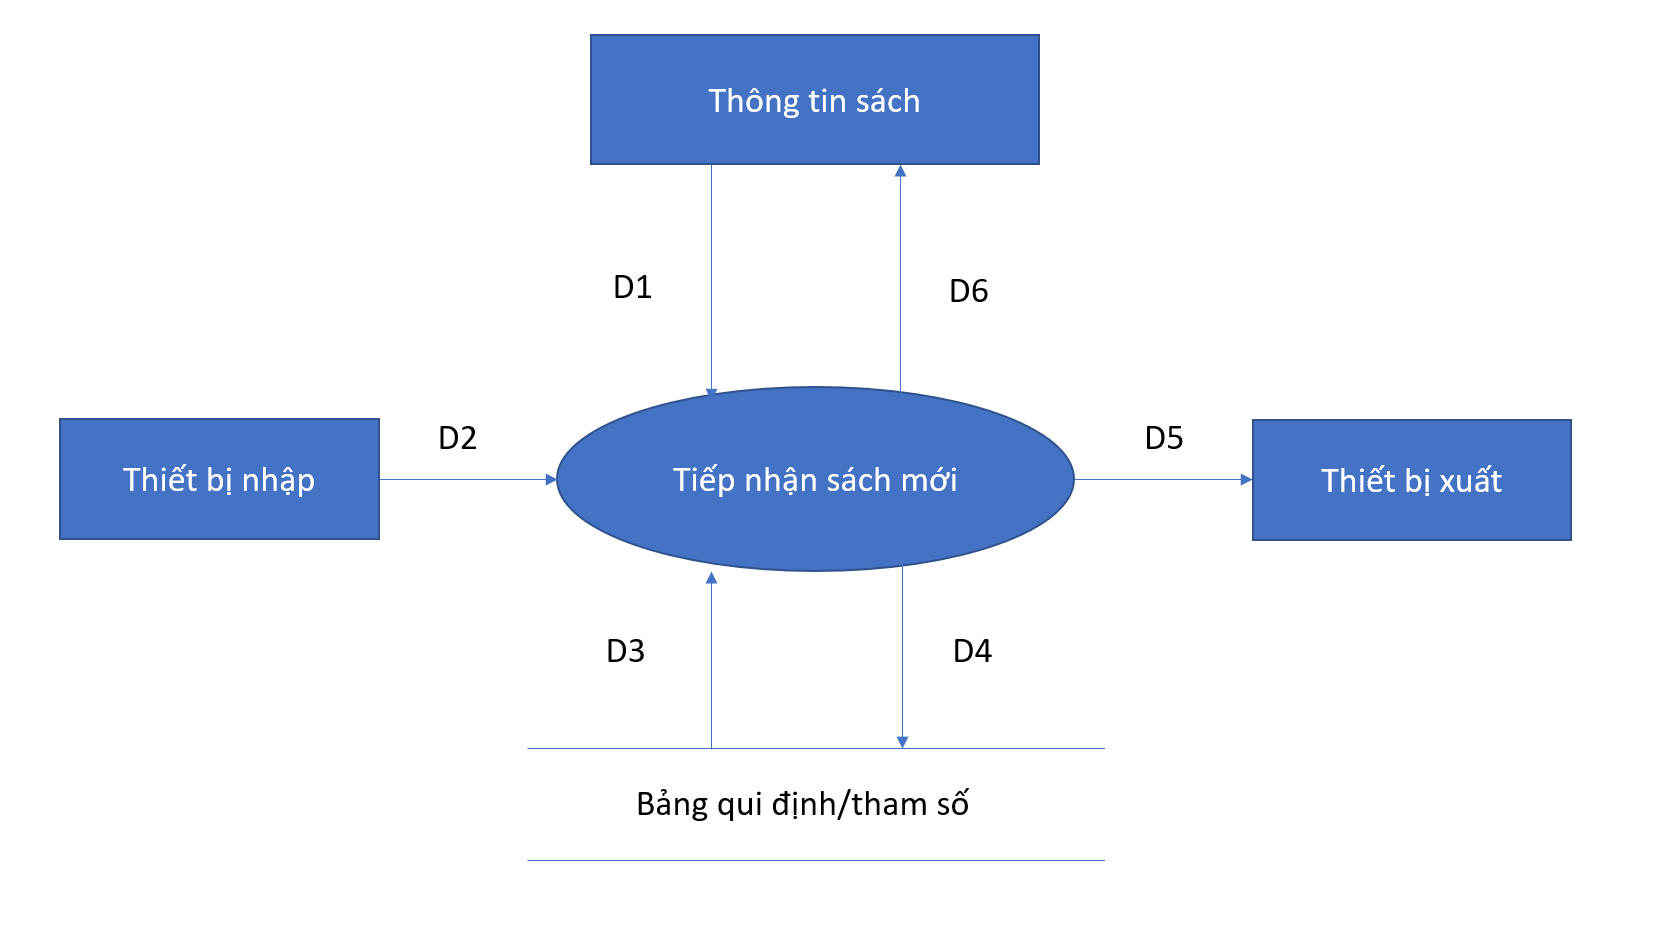 Thông tin sách
D1
D6
Thiết bị nhập
D2
Tiếp nhận sách mới
D5
Thiết bị xuất
D3
D4
Bảng qui định/tham số